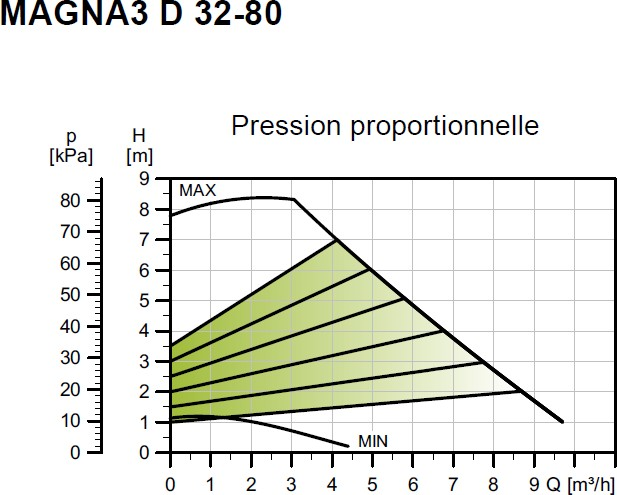 MAGNA3 D 32-80
Pression proportionnelle
p
[kPa]
H
[m]
MAX
9
80
8
70
7
60
6
50
5
40
4
30
3
20
2
10
1
0
0
MIN
0 1 2 3 4 5 6 7 8 9 Q [m³/h]